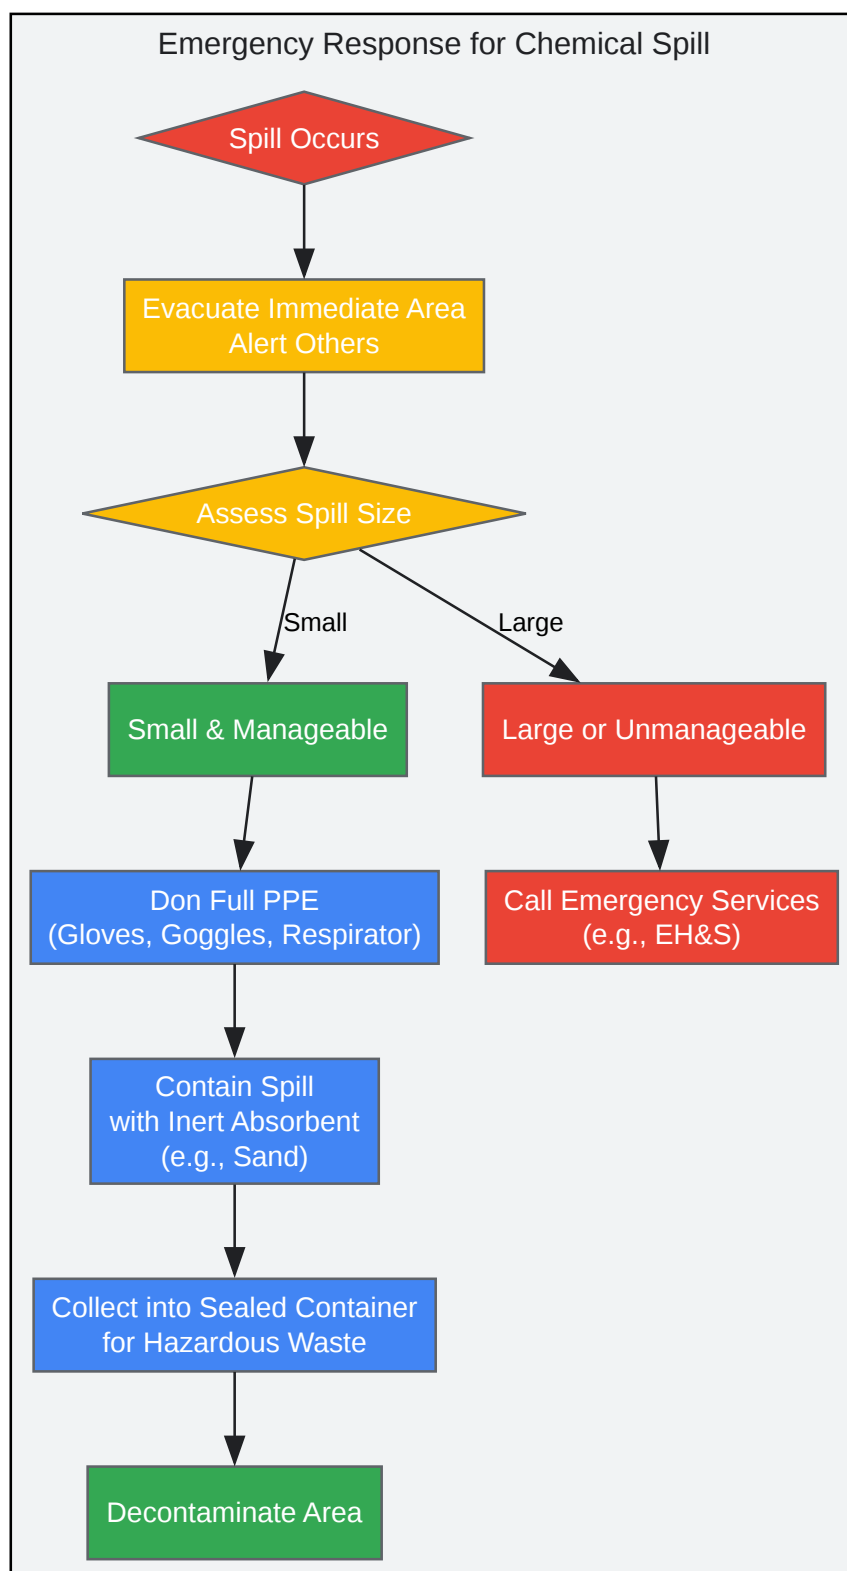 Emergency Response for Chemical Spill
Spill Occurs
Evacuate Immediate Area
Alert Others
Assess Spill Size
Small
Large
Small & Manageable
Large or Unmanageable
Don Full PPE
(Gloves, Goggles, Respirator)
Call Emergency Services
(e.g., EH&S)
Contain Spill
with Inert Absorbent
(e.g., Sand)
Collect into Sealed Container
for Hazardous Waste
Decontaminate Area